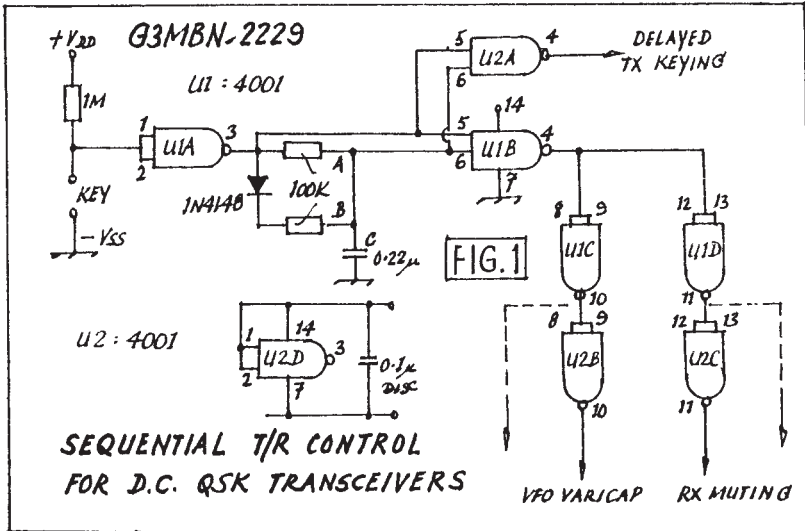 +VDD
G3MBN-2229
U1 : 4001
1M
1
2
U1A
3
KEY
-VSS
1N4148
100K
A
B
C
0.22µ
5
6
U2A
4
DELAYED
TX KEYING
14
5
6
U1B
4
7
FIG. 1
8
9
U1C
10
12
13
U1D
11
8
9
U2B
10
12
13
U2C
11
VFO VARICAP
RX MUTING
U2 : 4001
1
2
14
U2D
3
7
0.1µ
DISC
SEQUENTIAL T/R CONTROL
FOR D.C. QSK TRANSCEIVERS